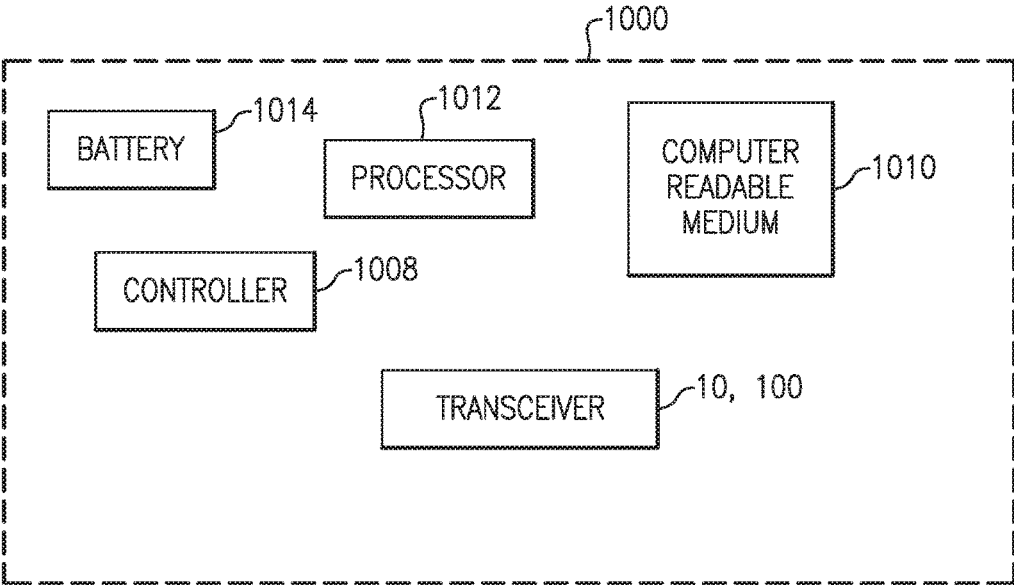 1000
BATTERY
1014
PROCESSOR
1012
COMPUTER
READABLE
MEDIUM
1010
CONTROLLER
1008
TRANSCEIVER
10, 100